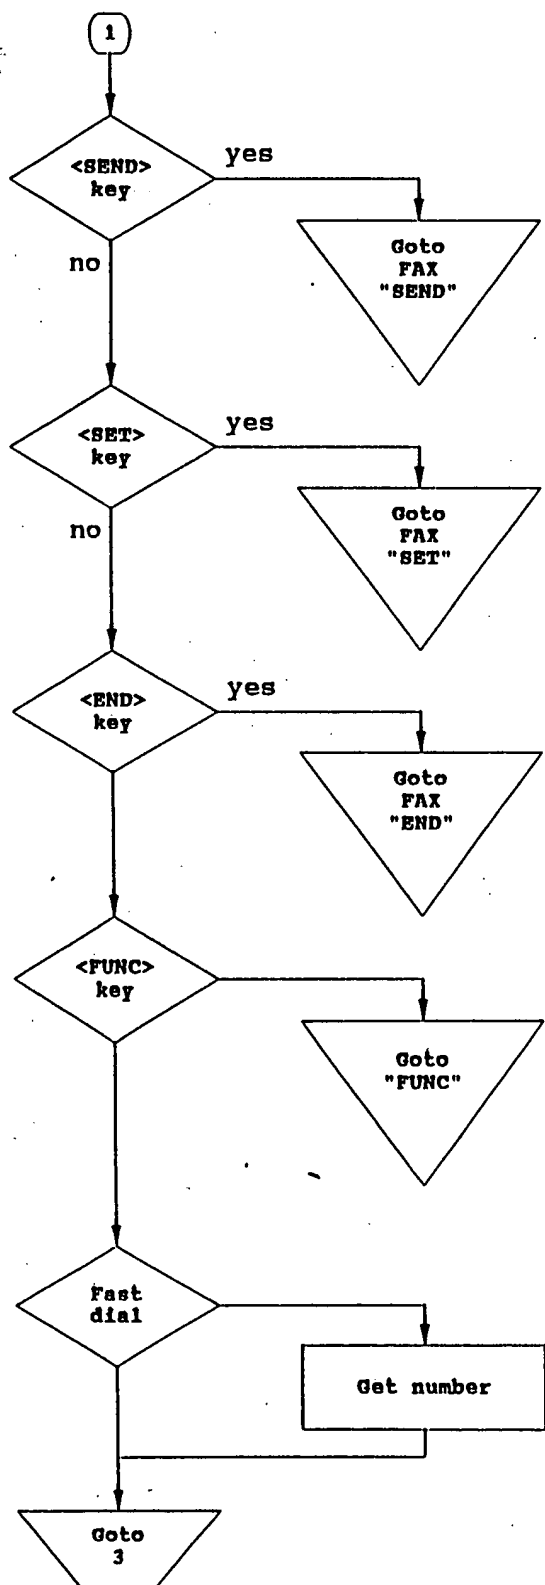 1
<SEND>
key
yes
Goto
FAX
"SEND"
no
<SET>
key
yes
Goto
FAX
"SET"
no
<END>
key
yes
Goto
FAX
"END"
<FUNC>
key
Goto
"FUNC"
Fast
dial
Get number
Goto
3